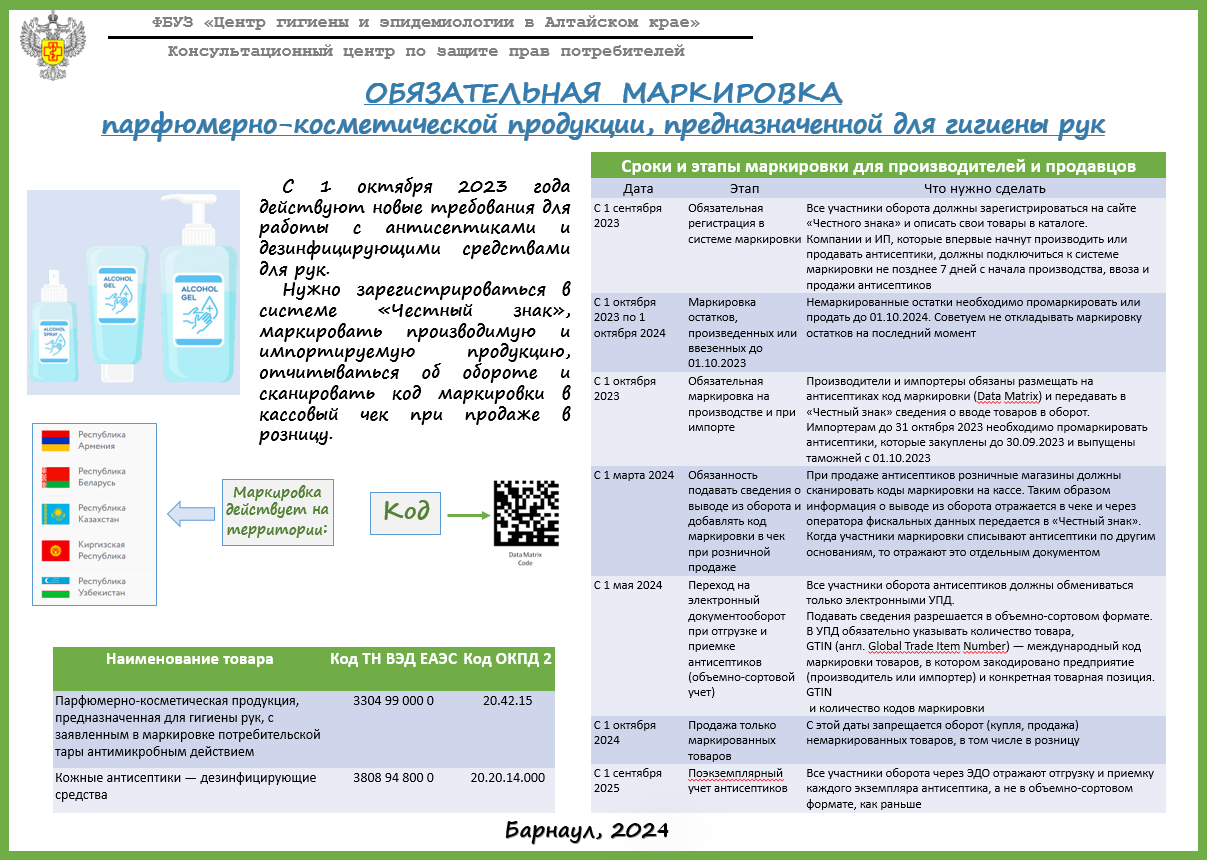 ФБУЗ «Центр гигиены и эпидемиологии в Алтайском крае»
Консультационный центр по защите прав потребителей
ОБЯЗАТЕЛЬНАЯ МАРКИРОВКА
парфюмерно-косметической продукции, предназначенной для гигиены рук
С 1 октября 2023 года
действуют новые требования для
работы с антисептиками и
дезинфицирующими средствами
для рук.
Нужно зарегистрироваться в
системе «Честный знак»,
маркировать производимую и
импортируемую продукцию,
отчитываться об обороте и
сканировать код маркировки в
кассовый чек при продаже в
розницу.
ALCOHOL
SPRAY
ALCOHOL
GEL
ALCOHOL
GEL
Республика
Армения
Республика
Беларусь
Республика
Казахстан
Киргизская
Республика
Республика
Узбекистан
Маркировка
действует на
территории:
Код
Data Matrix
Code
Наименование товара Код ТН ВЭД ЕАЭС Код ОКПД 2
Парфюмерно-косметическая продукция, 3304 99 000 0 20.42.15
предназначенная для гигиены рук, с
заявленным в маркировке потребительской
тары антимикробным действием
Кожные антисептики — дезинфицирующие 3808 94 800 0 20.20.14.000
средства
Сроки и этапы маркировки для производителей и продавцов
Дата Этап Что нужно сделать
С 1 сентября
2023
Обязательная
регистрация в
системе маркировки
Все участники оборота должны зарегистрироваться на сайте
«Честного знака» и описать свои товары в каталоге.
Компании и ИП, которые впервые начнут производить или
продавать антисептики, должны подключиться к системе
маркировки не позднее 7 дней с начала производства, ввоза и
продажи антисептиков
С 1 октября
2023 по 1
октября 2024
Маркировка
остатков,
произведенных или
ввезенных до
01.10.2023
Немаркированные остатки необходимо промаркировать или
продать до 01.10.2024. Советуем не откладывать маркировку
остатков на последний момент
С 1 октября
2023
Обязательная
маркировка на
производстве и при
импорте
Производители и импортеры обязаны размещать на
антисептиках код маркировки (Data Matrix) и передавать в
«Честный знак» сведения о вводе товаров в оборот.
Импортерам до 31 октября 2023 необходимо промаркировать
антисептики, которые закуплены до 30.09.2023 и выпущены
таможней с 01.10.2023
С 1 марта 2024
Обязанность
подавать сведения о
выводе из оборота и
добавлять код
маркировки в чек
при розничной
продаже
При продаже антисептиков розничные магазины должны
сканировать коды маркировки на кассе. Таким образом
информация о выводе из оборота отражается в чеке и через
оператора фискальных данных передается в «Честный знак».
Когда участники маркировки списывают антисептики по другим
основаниям, то отражают это отдельным документом
С 1 мая 2024
Переход на
электронный
документооборот
при отгрузке и
приемке
антисептиков
(объемно-сортовой
учет)
Все участники оборота антисептиков должны обмениваться
только электронными УПД.
Подавать сведения разрешается в объемно-сортовом формате.
В УПД обязательно указывать количество товара,
GTIN (англ. Global Trade Item Number) — международный код
маркировки товаров, в котором закодировано предприятие
(производитель или импортер) и конкретная товарная позиция.
GTIN
и количество кодов маркировки
С 1 октября
2024
Продажа только
маркированных
товаров
С этой даты запрещается оборот (купля, продажа)
немаркированных товаров, в том числе в розницу
С 1 сентября
2025
Поэкземплярный
учет антисептиков
Все участники оборота через ЭДО отражают отгрузку и приемку
каждого экземпляра антисептика, а не в объемно-сортовом
формате, как раньше
Барнаул, 2024